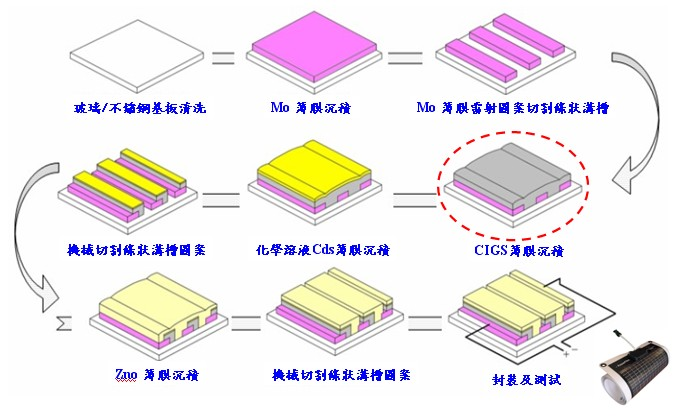 玻璃/不鏽鋼基板清洗
Mo 薄膜沉積
Mo 薄膜雷射圖案切割條狀溝槽
機械切割條狀溝槽圖案
化學溶液Cds薄膜沉積
CIGS薄膜沉積
Zno 薄膜沉積
機械切割條狀溝槽圖案
封裝及測試
+ -